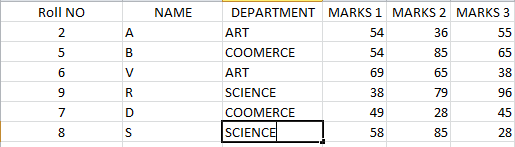 Roll NO NAME DEPARTMENT MARKS 1 MARKS 2 MARKS 3
2 A ART 54 36 55
5 B COOMERCE 54 85 65
6 V ART 69 65 38
9 R SCIENCE 38 79 96
7 D COOMERCE 49 28 45
8 S SCIENCE 58 85 28